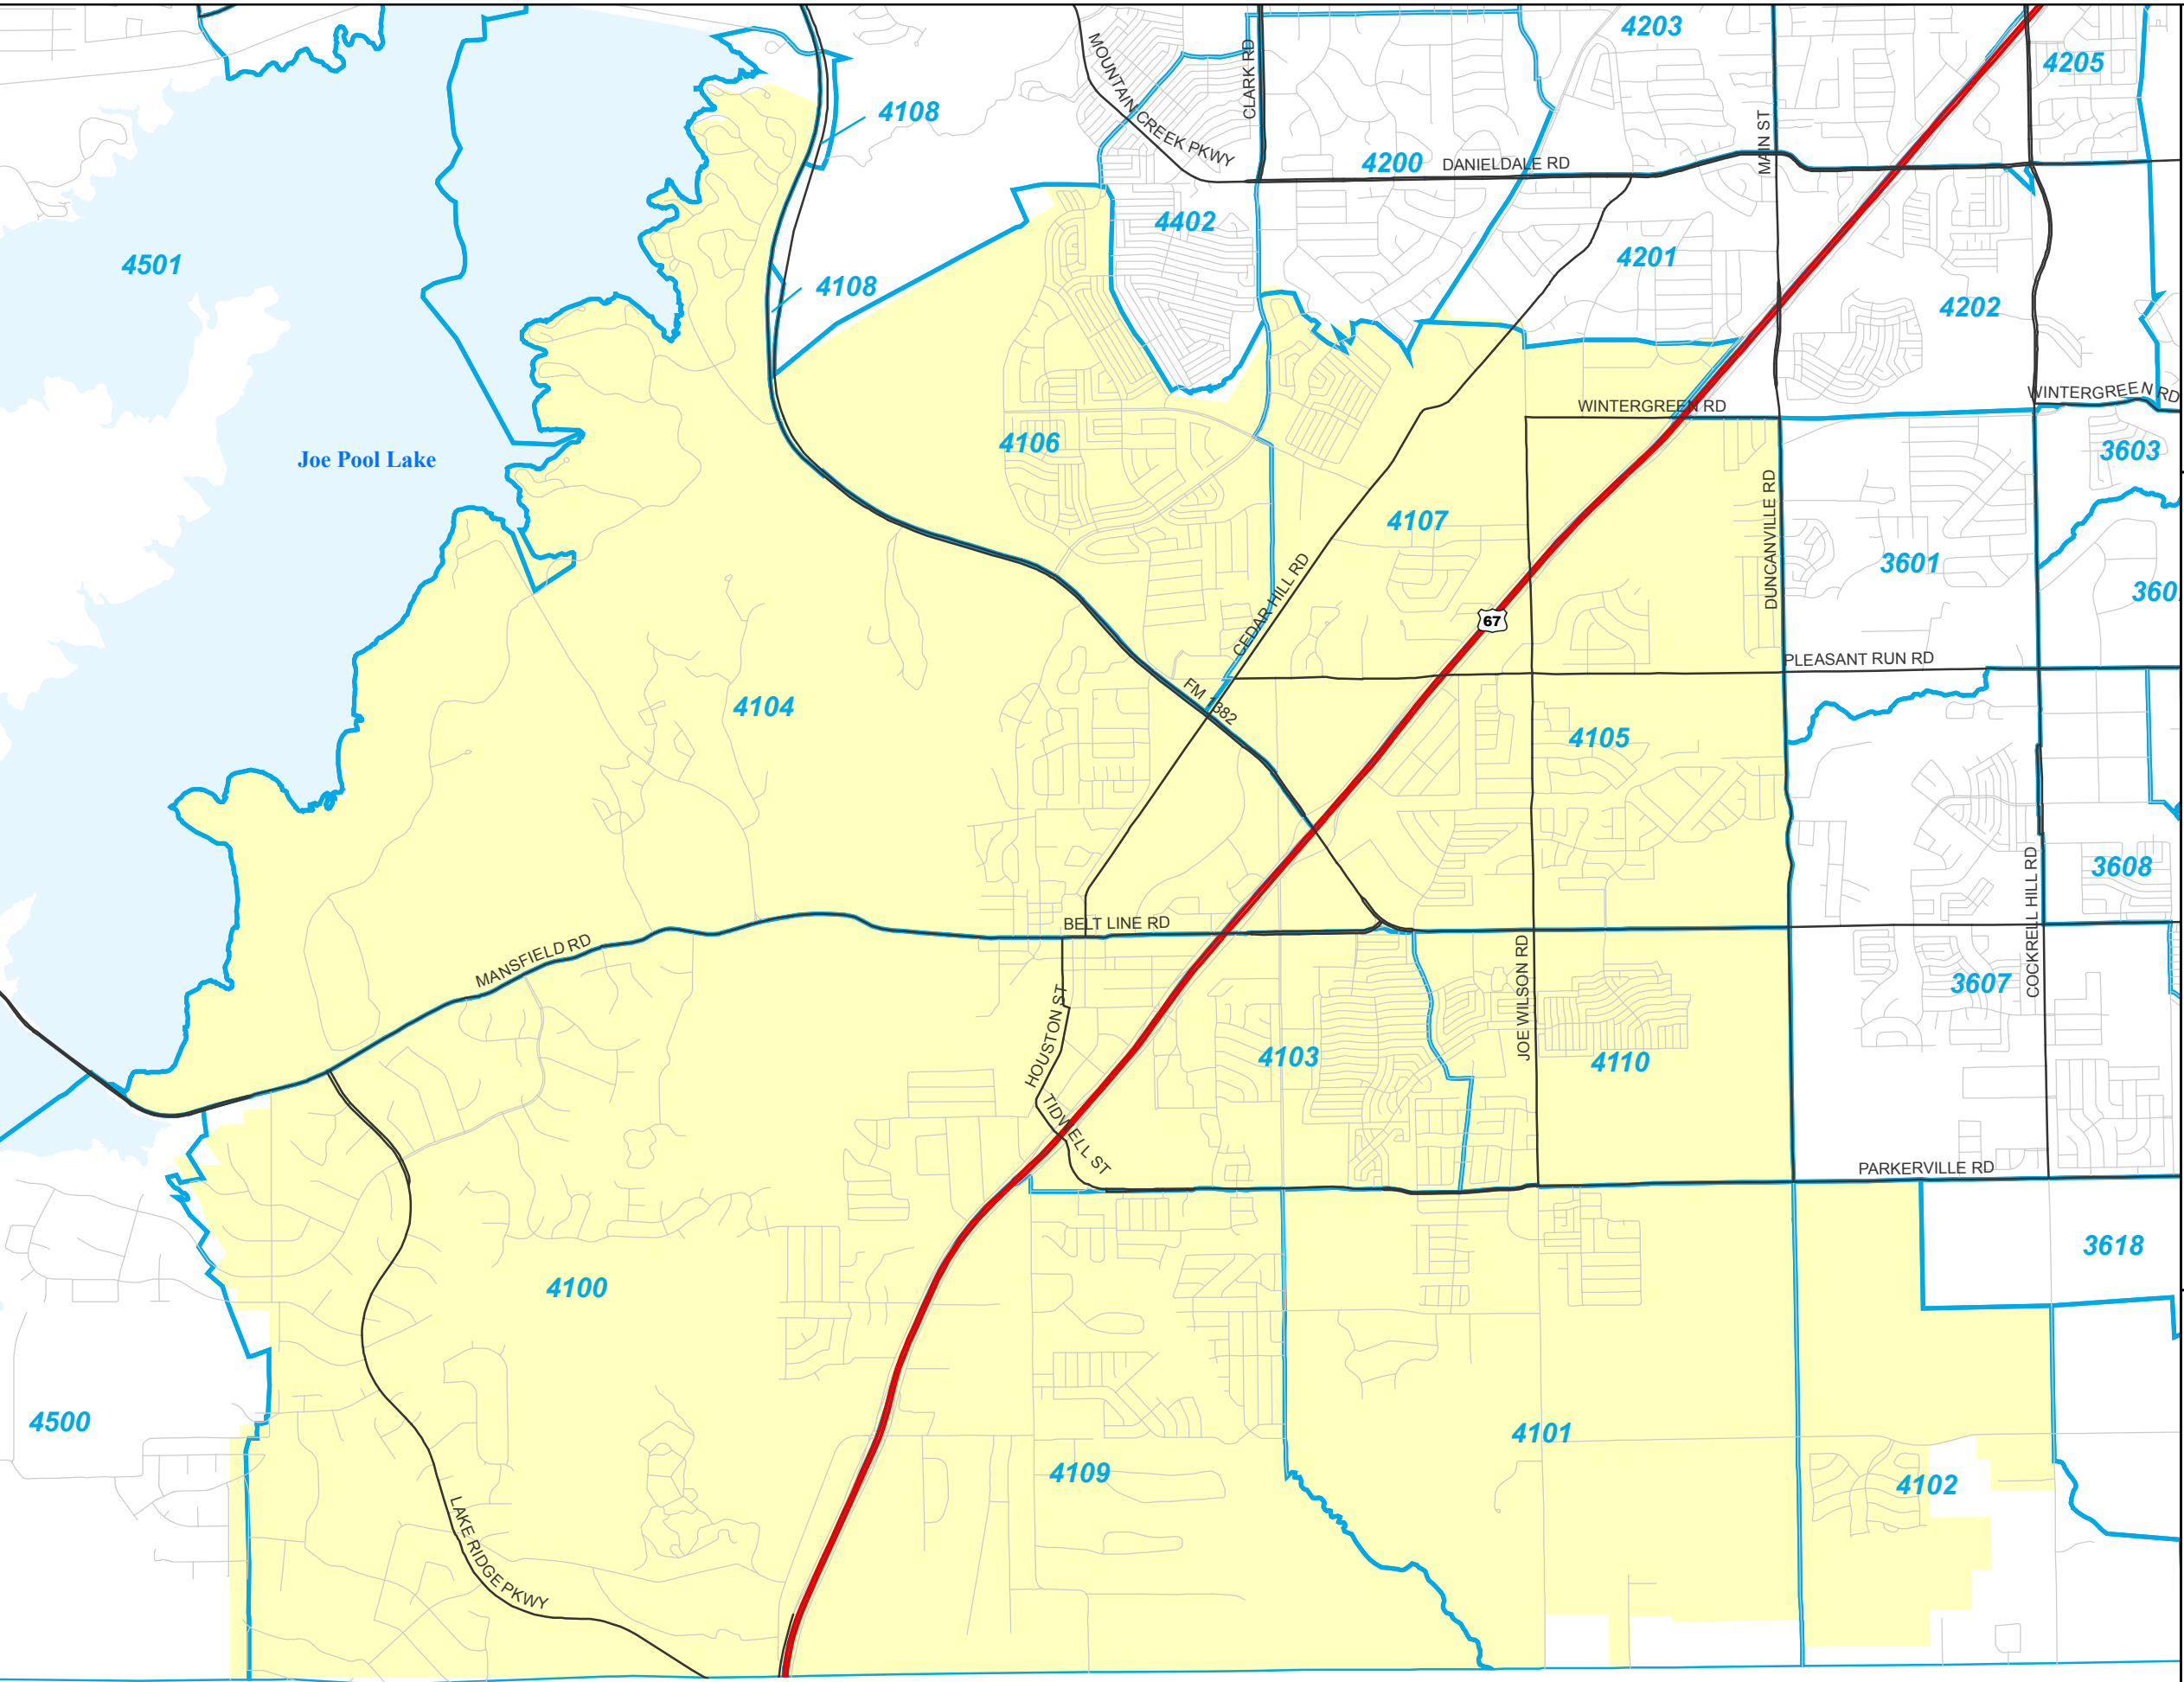 4203
4205
MOUNTAIN CREEK PKWY
CLARK RD
4108
MAIN ST
4200
DANIELDALE RD
4402
4201
4501
4108
4202
WINTERGREEN RD
WINTERGREEN RD
4106
3603
Joe Pool Lake
4107
DUNCANVILLE RD
3601
CEDAR HILL RD
67
PLEASANT RUN RD
4104
FM 1382
4105
3608
COCKRELL HILL RD
BELT LINE RD
MANSFIELD RD
JOE WILSON RD
3607
HOUSTON ST
4103
4110
TIDWELL ST
PARKERVILLE RD
3618
4100
4500
4101
4109
4102
LAKE RIDGE PKWY